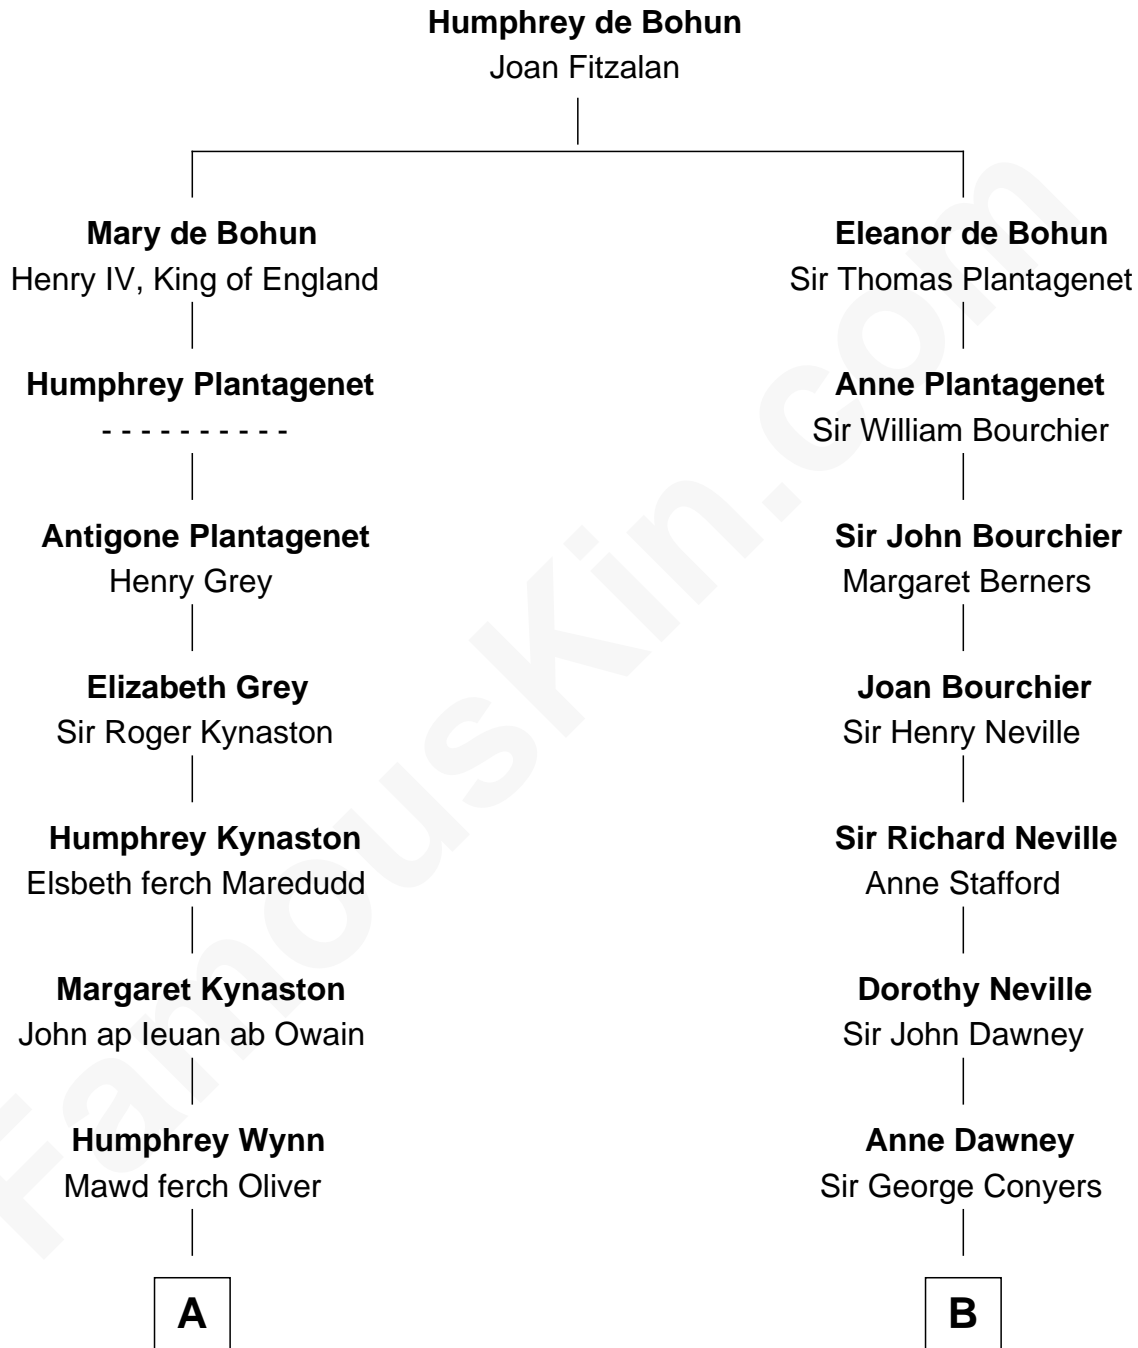 Humphrey de Bohun
Joan Fitzalan
Mary de Bohun
Henry IV, King of England
Humphrey Plantagenet
- - - - - - - - - -
Antigone Plantagenet
Henry Grey
Elizabeth Grey
Sir Roger Kynaston
Humphrey Kynaston
Elsbeth ferch Maredudd
Margaret Kynaston
John ap Ieuan ab Owain
Humphrey Wynn
Mawd ferch Oliver
A
Eleanor de Bohun
Sir Thomas Plantagenet
Anne Plantagenet
Sir William Bourchier
Sir John Bourchier
Margaret Berners
Joan Bourchier
Sir Henry Neville
Sir Richard Neville
Anne Stafford
Dorothy Neville
Sir John Dawney
Anne Dawney
Sir George Conyers
B
FamousKin.com